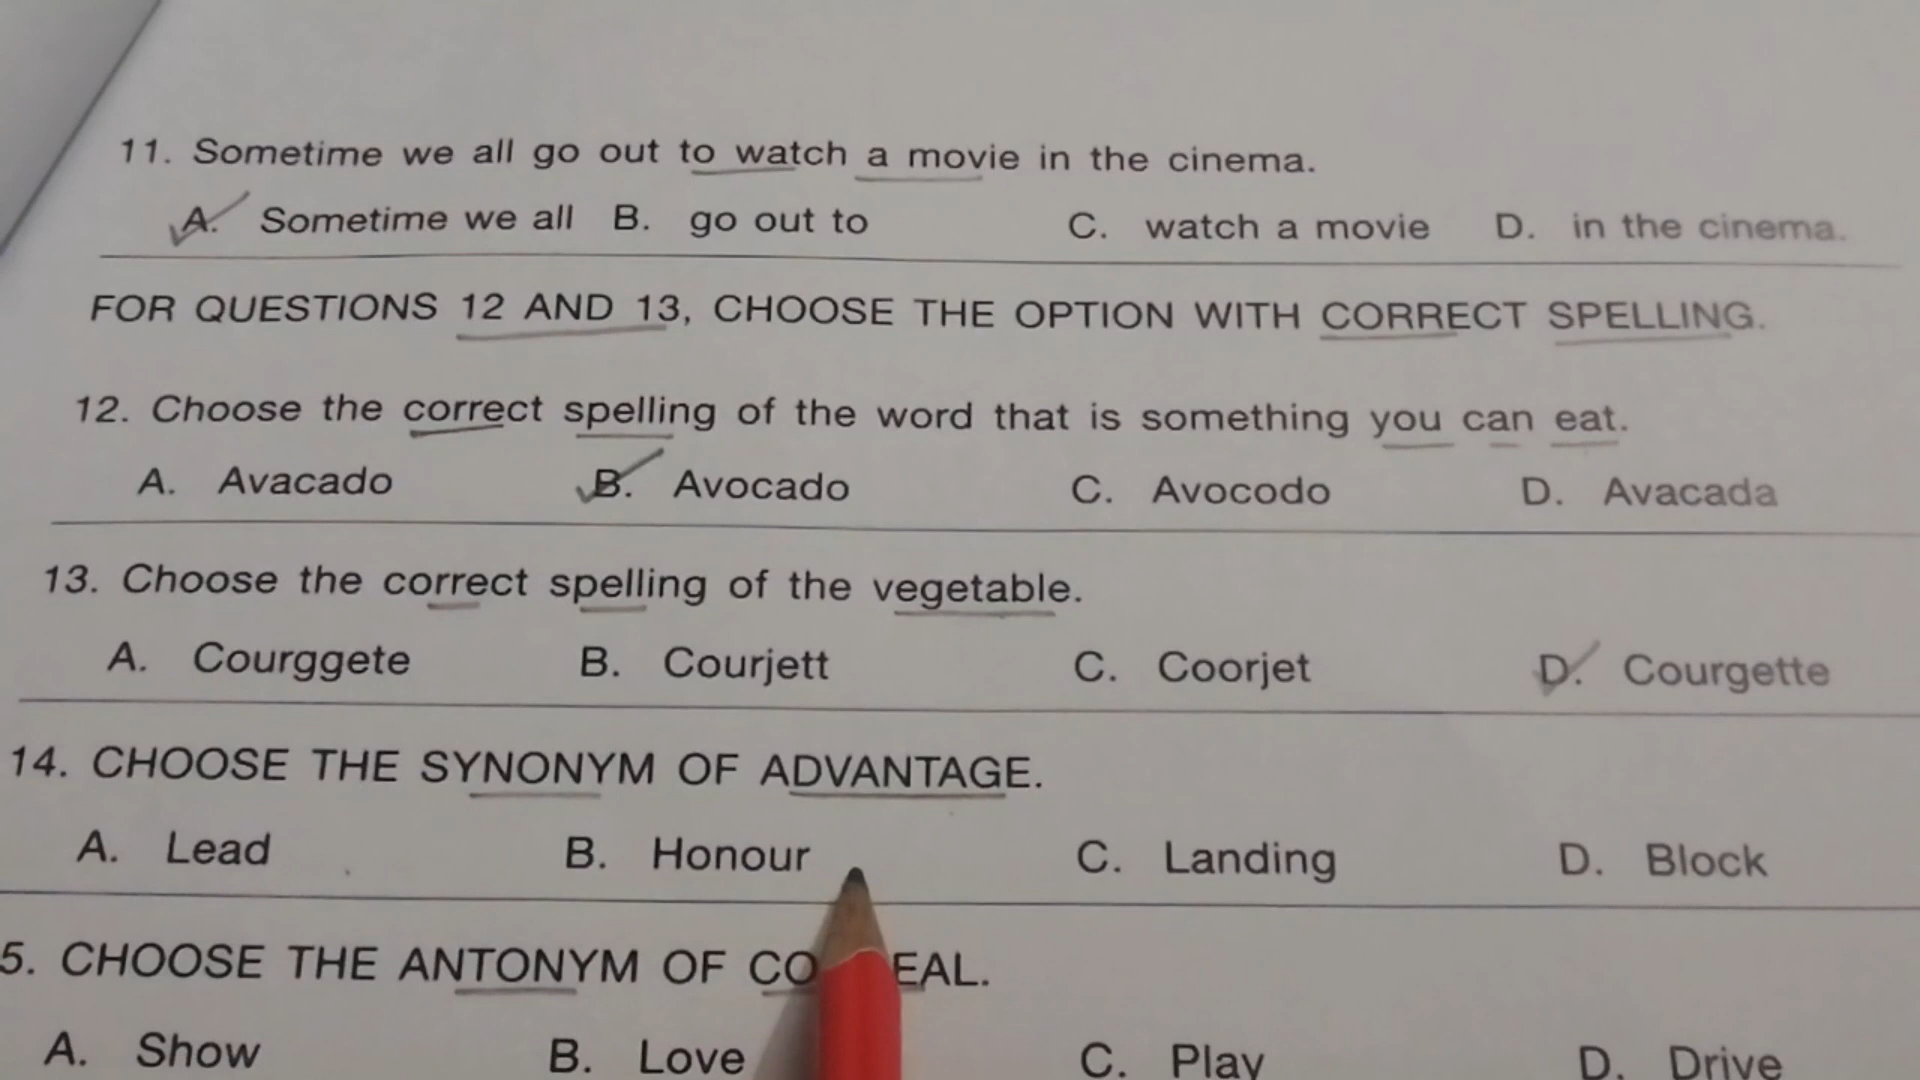 11. Sometime we all go out to watch a movie in the cinema.
A. Sometime we all B. go out to C. watch a movie D. in the cinema.
FOR QUESTIONS 12 AND 13, CHOOSE THE OPTION WITH CORRECT SPELLING.
12. Choose the correct spelling of the word that is something you can eat.
A. Avacado B. Avocado C. Avocodo D. Avacada
13. Choose the correct spelling of the vegetable.
A. Courggete B. Courjett C. Coorjet D. Courgette
14. CHOOSE THE SYNONYM OF ADVANTAGE.
A. Lead B. Honour C. Landing D. Block
5. CHOOSE THE ANTONYM OF
A. Show B. Love C. Play D. Drive